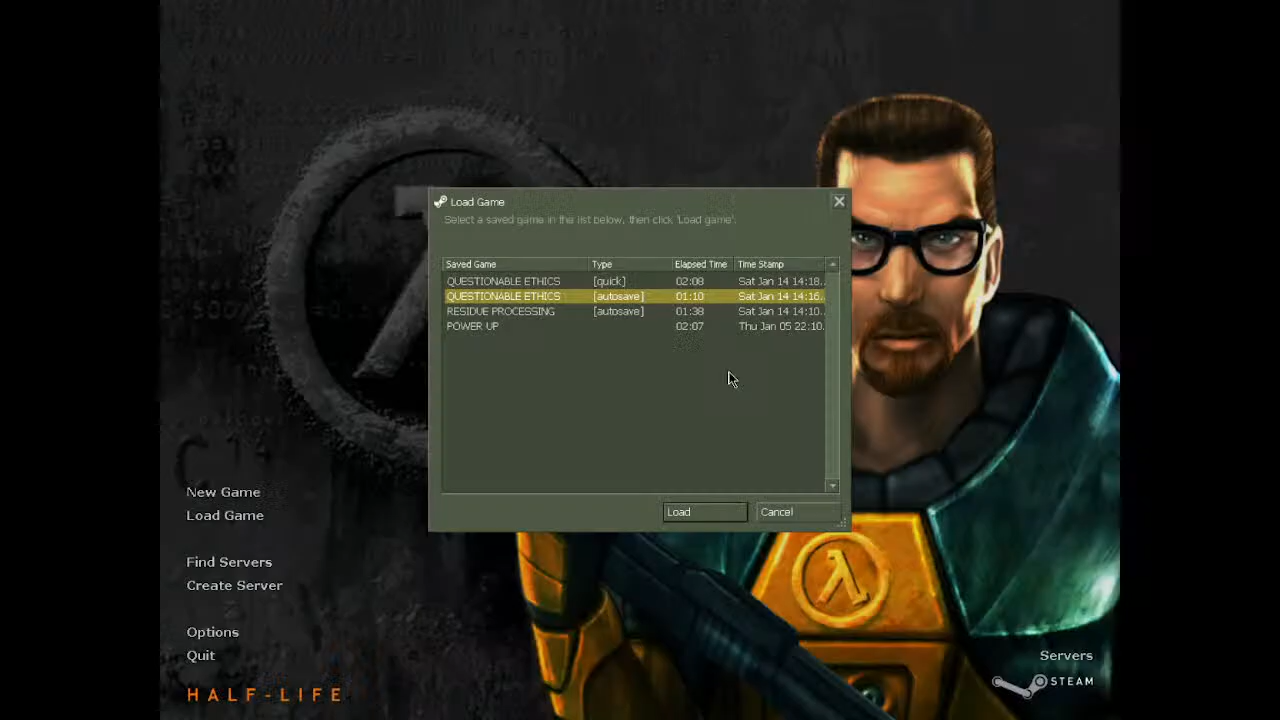 Load Game
Select a saved game in the list below, then click 'Load game'.
Saved Game Type Elapsed Time Time Stamp
QUESTIONABLE ETHICS [quick] 02:08 Sat Jan 14 14:18..
QUESTIONABLE ETHICS [autosave] 01:10 Sat Jan 14 14:16..
RESIDUE PROCESSING [autosave] 01:38 Sat Jan 14 14:10..
POWER UP 02:07 Thu Jan 05 22:10.
Load Cancel
New Game
Load Game
Find Servers
Create Server
Options
Quit
Servers
STEAM
HALF-LIFE